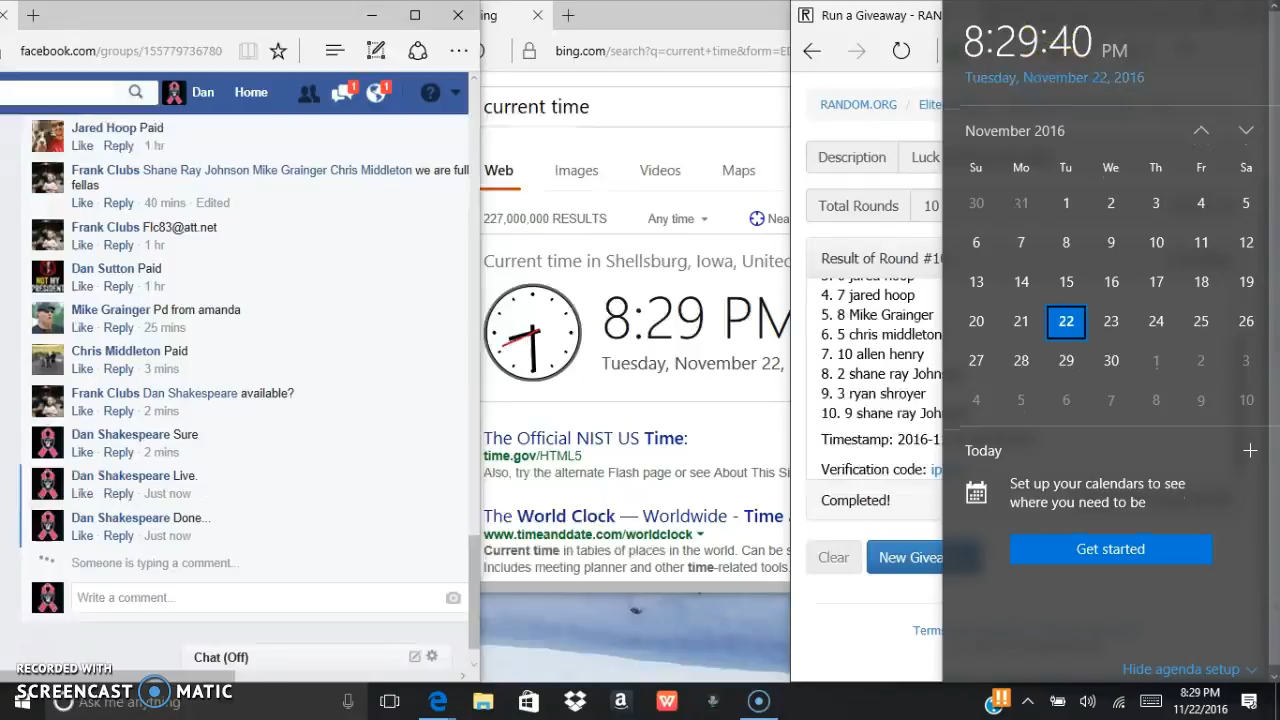 facebook.com/groups/155779736780
Dan Home
1
1
Jared Hoop Paid
Like · Reply · 1 hr
Frank Clubs Shane Ray Johnson Mike Grainger Chris Middleton we are full
fellas
Like · Reply · 40 mins · Edited
Frank Clubs Flc83@att.net
Like · Reply · 1 hr
Dan Sutton Paid
Like · Reply · 1 hr
Mike Grainger Pd from amanda
Like · Reply · 25 mins
Chris Middleton Paid
Like · Reply · 3 mins
Frank Clubs Dan Shakespeare available?
Like · Reply · 2 mins
Dan Shakespeare Sure
Like · Reply · 2 mins
Dan Shakespeare Live.
Like · Reply · Just now
Dan Shakespeare Done...
Like · Reply · Just now
Someone is typing a comment...
Write a comment...
Chat (Off)
RECORDED WITH
SCREENCAST MATIC
Ask me anything
ing
bing.com/search?q=current+time&form=ED
current time
Web Images Videos Maps
227,000,000 RESULTS Any time Nea
Current time in Shellsburg, Iowa, United
8:29 PM
Tuesday, November 22,
The Official NIST US Time:
time.gov/HTML5
Also, try the alternate Flash page or see About This Si
The World Clock — Worldwide - Time
www.timeanddate.com/worldclock
Current time in tables of places in the world. Can be s
Includes meeting planner and other time-related tools.
Run a Giveaway - RAN
RANDOM.ORG / Elite
Description Luck
Total Rounds 10
Result of Round #10
4. 7 jared hoop
5. 8 Mike Grainger
6. 5 chris middleton
7. 10 allen henry
8. 2 shane ray John
9. 3 ryan shroyer
10. 9 shane ray Joh
Timestamp: 2016-11
Verification code: ip
Completed!
Clear New Givea
Terms
8:29:40 PM
Tuesday, November 22, 2016
November 2016
Su Mo Tu We Th Fr Sa
30 31 1 2 3 4 5
6 7 8 9 10 11 12
13 14 15 16 17 18 19
20 21 22 23 24 25 26
27 28 29 30 1 2 3
4 5 6 7 8 9 10
Today
Set up your calendars to see
where you need to be
Get started
Hide agenda setup
8:29 PM
11/22/2016